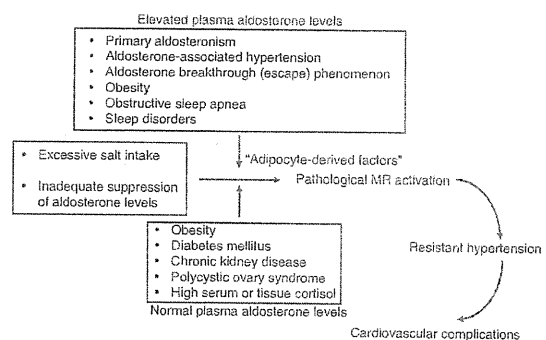 Elevated plasma aldosterone levels
• Primary aldosteronism
• Aldosterone-associated hypertension
• Aldosterone breakthrough (escape) phenomenon
• Obesity
• Obstructive sleep apnea
• Sleep disorders
• Excessive salt intake
• Inadequate suppression
of aldosterone levels
"Adipocyte-derived factors"
Pathological MR activation
• Obesity
• Diabetes mellitus
• Chronic kidney disease
• Polycystic ovary syndrome
• High serum or tissue cortisol
Normal plasma aldosterone levels
Resistant hypertension
Cardiovascular complications